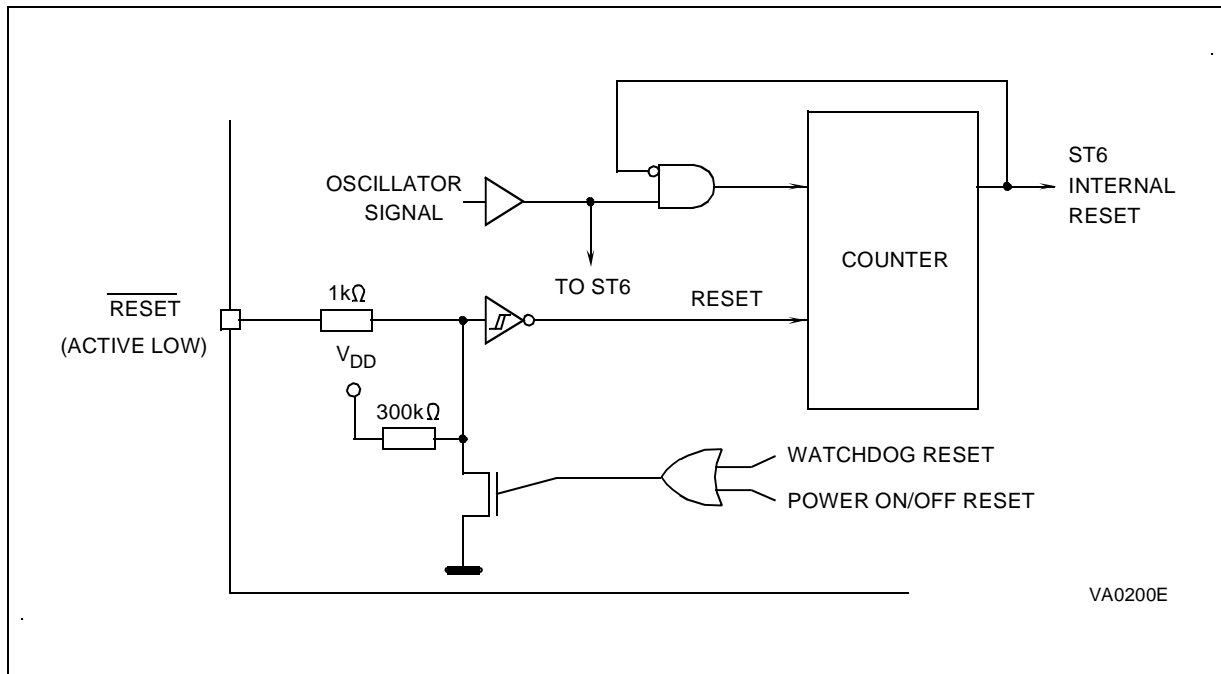 OSCILLATOR
SIGNAL
TO ST6
COUNTER
ST6
INTERNAL
RESET
RESET
(ACTIVE LOW)
1kΩ
VDD
300kΩ
RESET
WATCHDOG RESET
POWER ON/OFF RESET
VA0200E